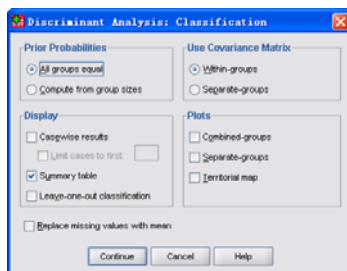 Discriminant Analysis: Classification
Prior Probabilities
All groups equal
Compute from group sizes
Use Covariance Matrix
Within-groups
Separate-groups
Display
Casewise results
Limit cases to first:
Summary table
Leave-one-out classification
Plots
Combined-groups
Separate-groups
Territorial map
Replace missing values with mean
Continue
Cancel
Help